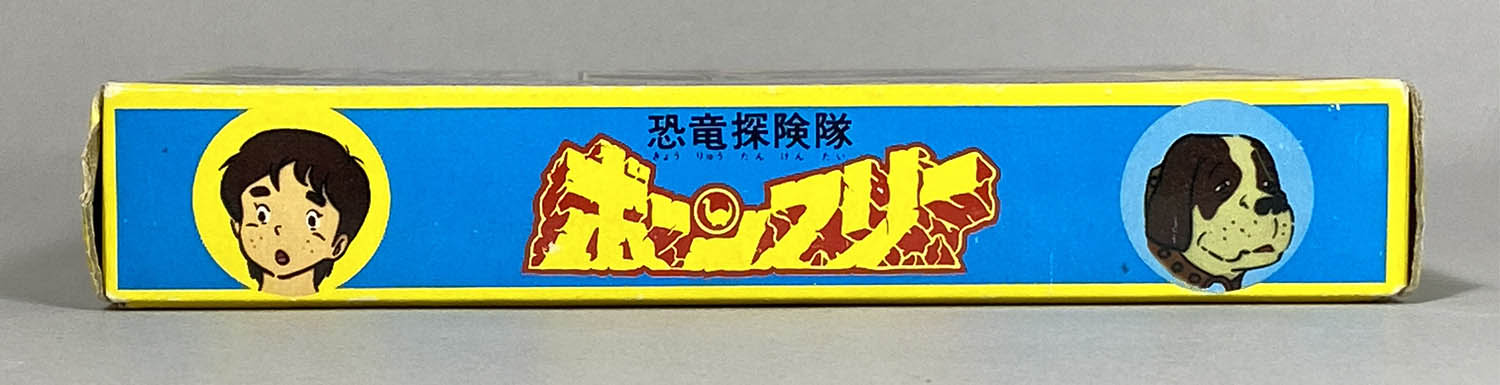 恐竜探険隊
きょうりゅうたんけんたい
ボーンフリー